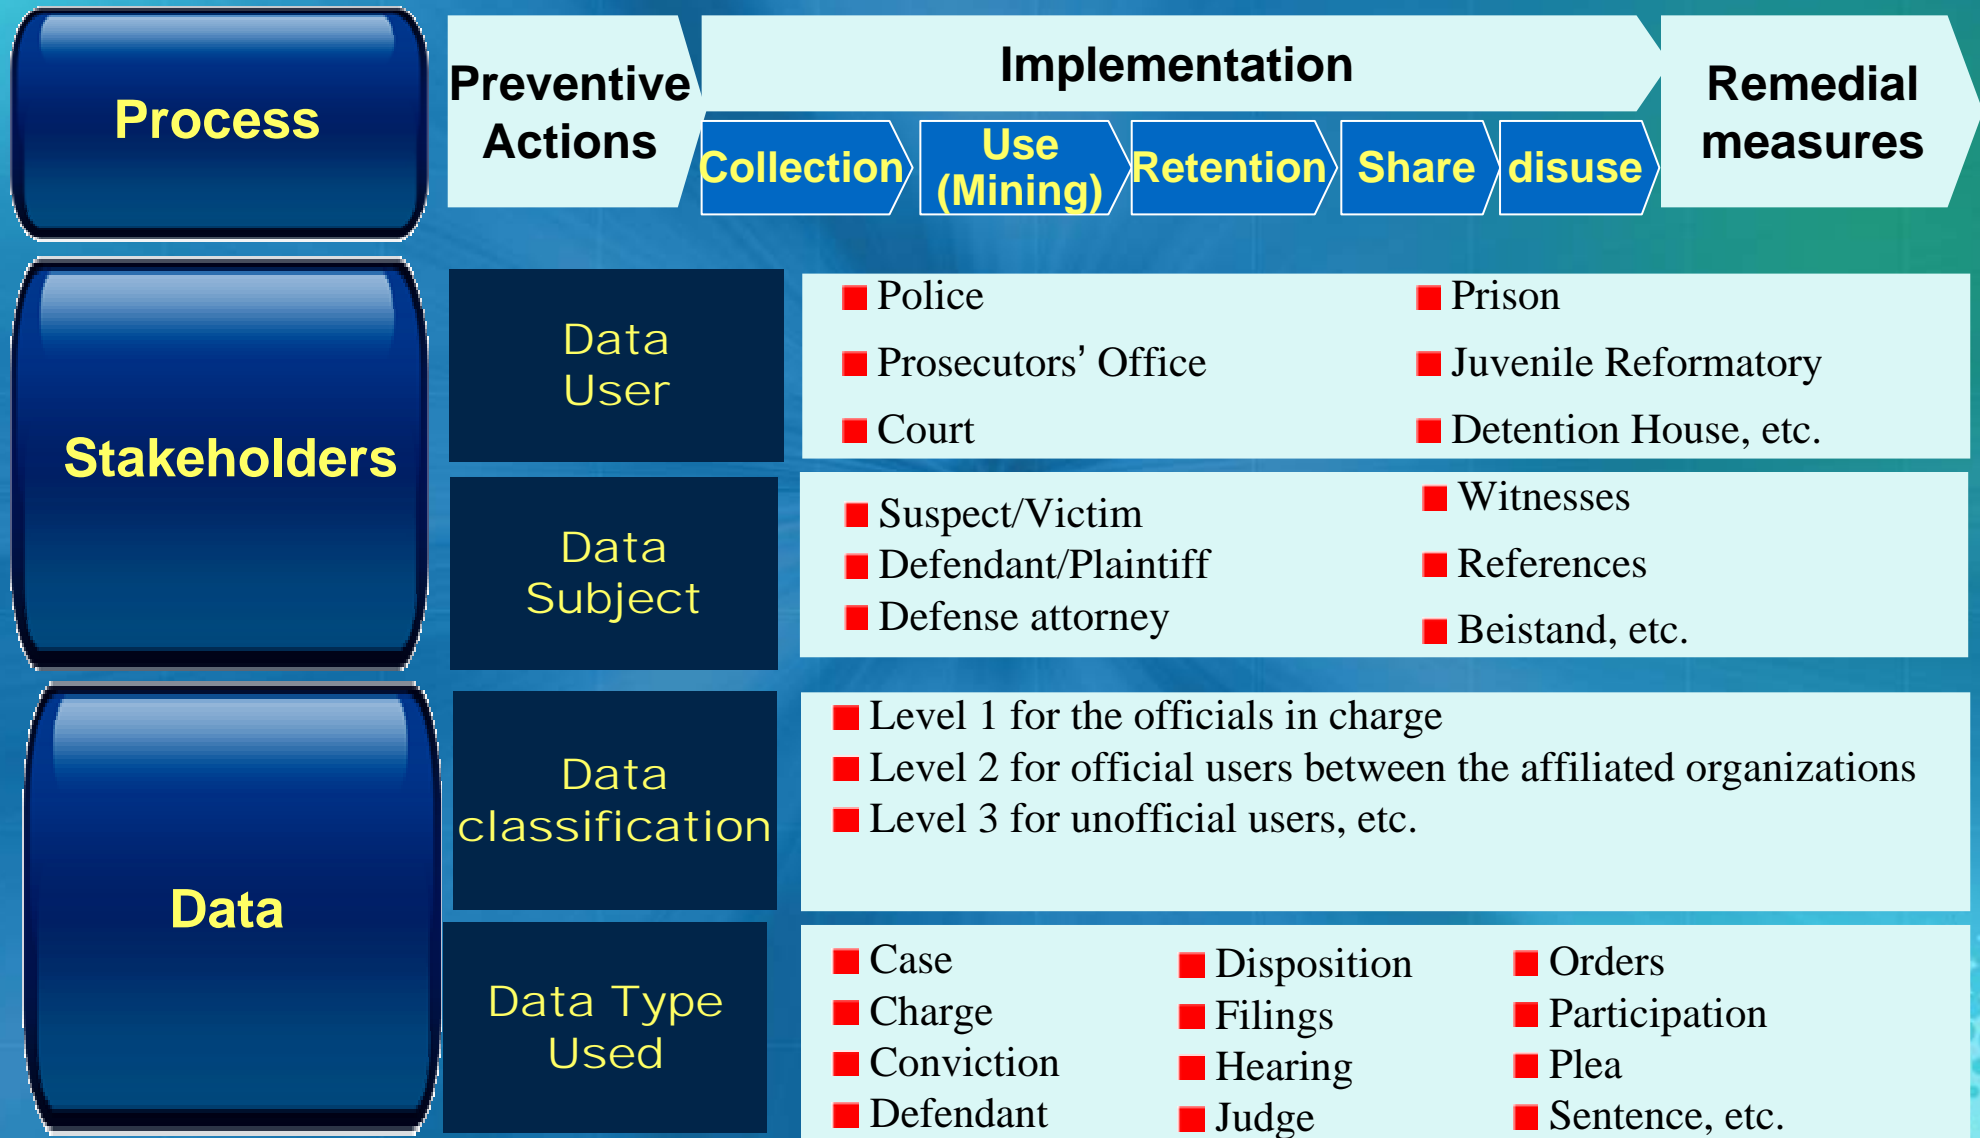 Process
Preventive
Actions
Implementation
Collection
Use
(Mining)
Retention
Share
disuse
Remedial
measures
Stakeholders
Data
User
Police
Prosecutors’ Office
Court
Prison
Juvenile Reformatory
Detention House, etc.
Data
Subject
Suspect/Victim
Defendant/Plaintiff
Defense attorney
Witnesses
References
Beistand, etc.
Data
Data
classification
Level 1 for the officials in charge
Level 2 for official users between the affiliated organizations
Level 3 for unofficial users, etc.
Data Type
Used
Case
Charge
Conviction
Defendant
Disposition
Filings
Hearing
Judge
Orders
Participation
Plea
Sentence, etc.